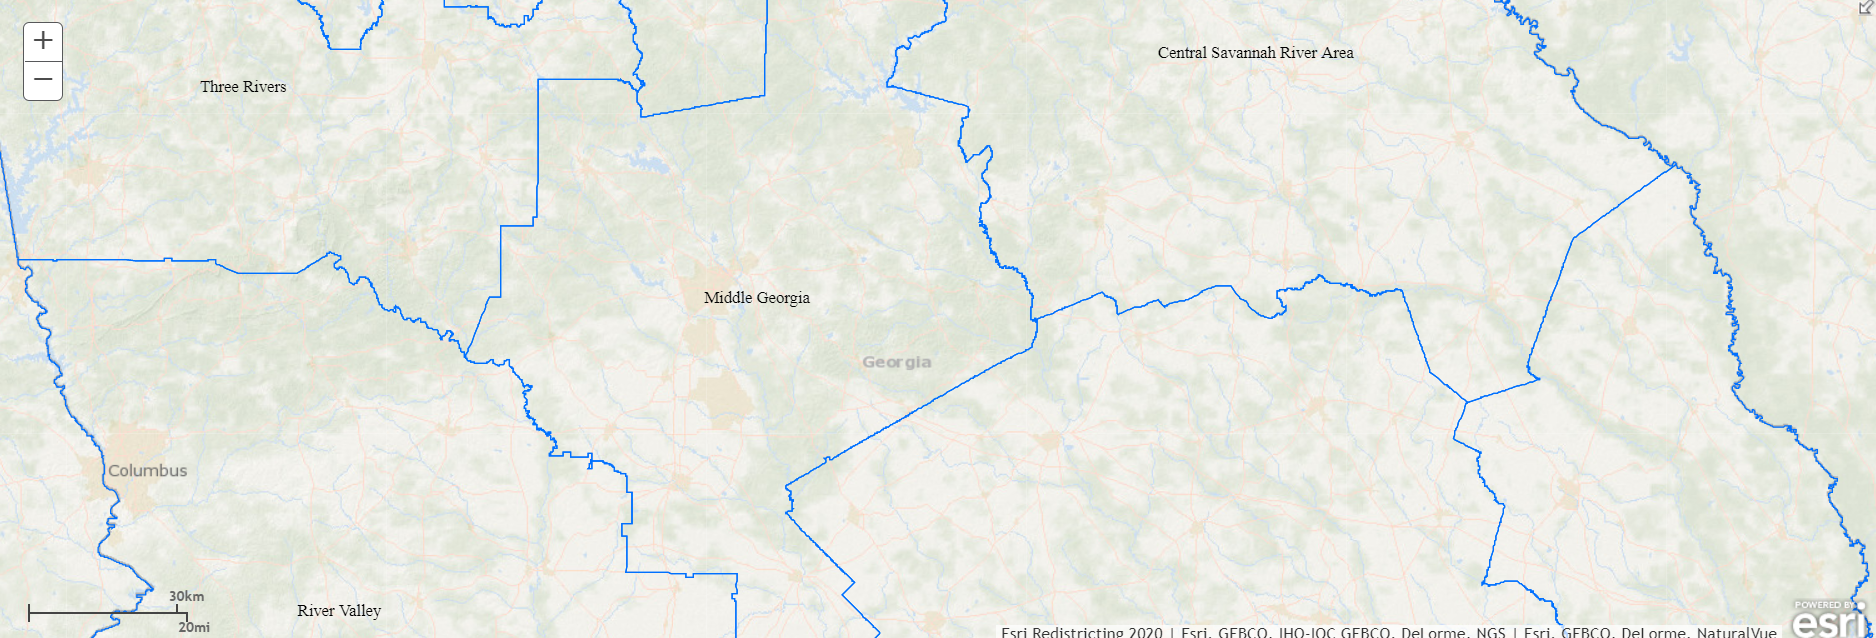 +
−
Central Savannah River Area
Three Rivers
Middle Georgia
Georgia
Columbus
30km
20mi
River Valley
POWERED BY
esri
Esri Redistricting 2020 | Esri, GEBCO, IHO-IOC GEBCO, DeLorme, NGS | Esri, GEBCO, DeLorme, NaturalVue